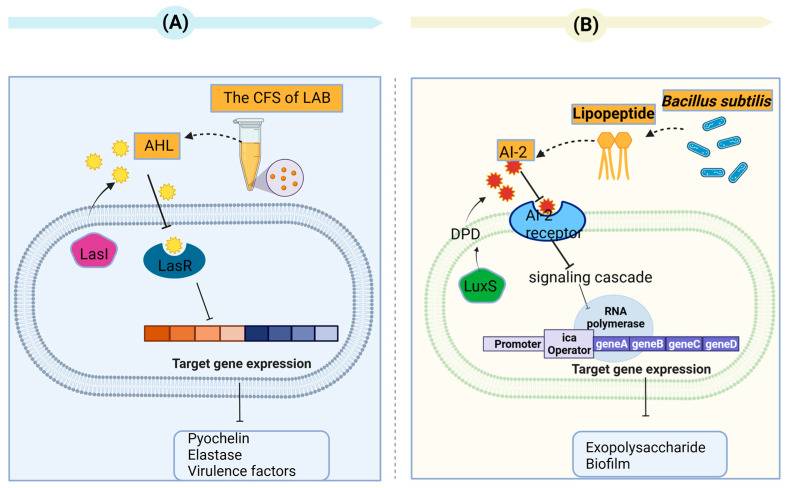 (A)
The CFS of LAB
AHL
LasI
LasR
Target gene expression
Pyochelin
Elastase
Virulence factors
(B)
Bacillus subtilis
Lipopeptide
AI-2
AI-2
receptor
DPD
LuxS
signaling cascade
RNA
polymerase
Promoter
ica
Operator
geneA geneB geneC geneD
Target gene expression
Exopolysaccharide
Biofilm